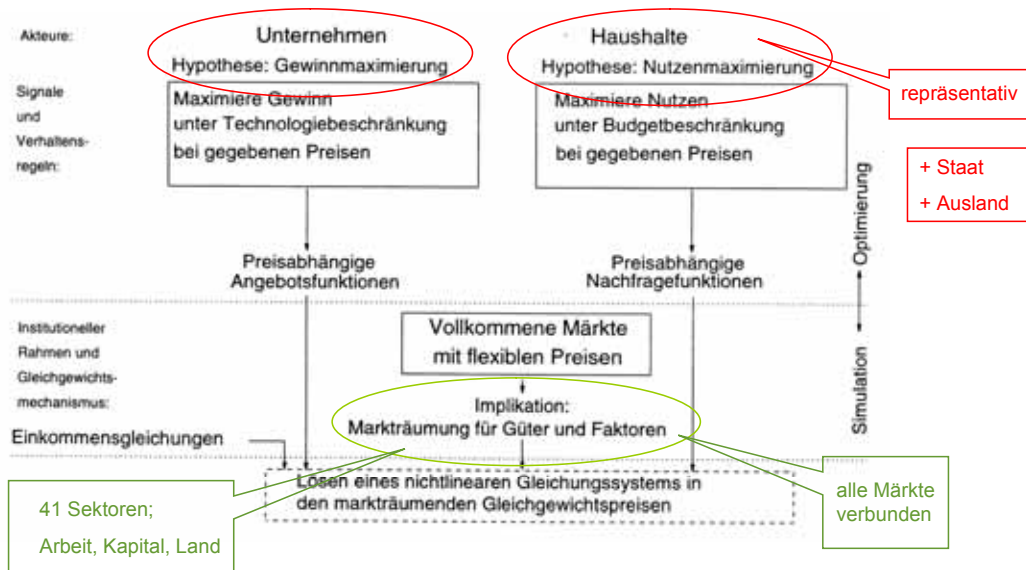 Akteure:
Unternehmen
Hypothese: Gewinnmaximierung
Haushalte
Hypothese: Nutzenmaximierung
repräsentativ
Signale
und
Verhaltens-
regeln:
Maximiere Gewinn
unter Technologiebeschränkung
bei gegebenen Preisen
Maximiere Nutzen
unter Budgetbeschränkung
bei gegebenen Preisen
+ Staat
+ Ausland
Optimierung
Preisabhängige
Angebotsfunktionen
Preisabhängige
Nachfragefunktionen
Institutioneller
Rahmen und
Gleichgewichts-
mechanismus:
Vollkommene Märkte
mit flexiblen Preisen
Simulation
Implikation:
Markträumung für Güter und Faktoren
Einkommensgleichungen
Lösen eines nichtlinearen Gleichungssystems in
den markträumenden Gleichgewichtspreisen
41 Sektoren;
Arbeit, Kapital, Land
alle Märkte
verbunden